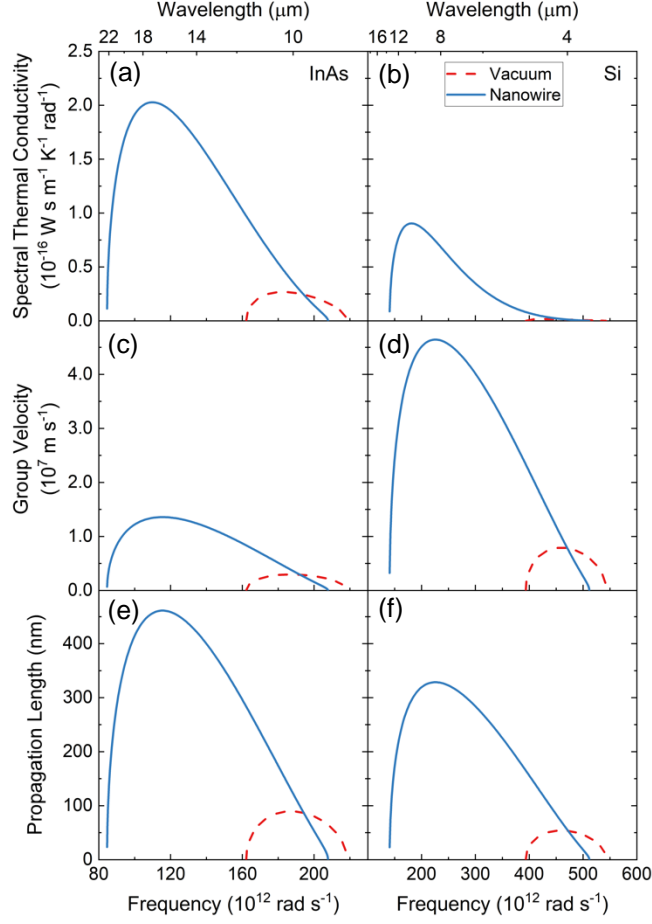 Wavelength (μm) Wavelength (μm)
22 18 14 10 16 12 8 4
(a) InAs (b) Vacuum Si
Nanowire
Spectral Thermal Conductivity
(10⁻¹⁶ W s m⁻¹ K⁻¹ rad⁻¹)
2.5
2.0
1.5
1.0
0.5
0.0
(c) (d)
Group Velocity
(10⁷ m s⁻¹)
4.0
3.0
2.0
1.0
0.0
(e) (f)
Propagation Length (nm)
400
300
200
100
0
80 120 160 200 200 300 400 500 600
Frequency (10¹² rad s⁻¹) Frequency (10¹² rad s⁻¹)